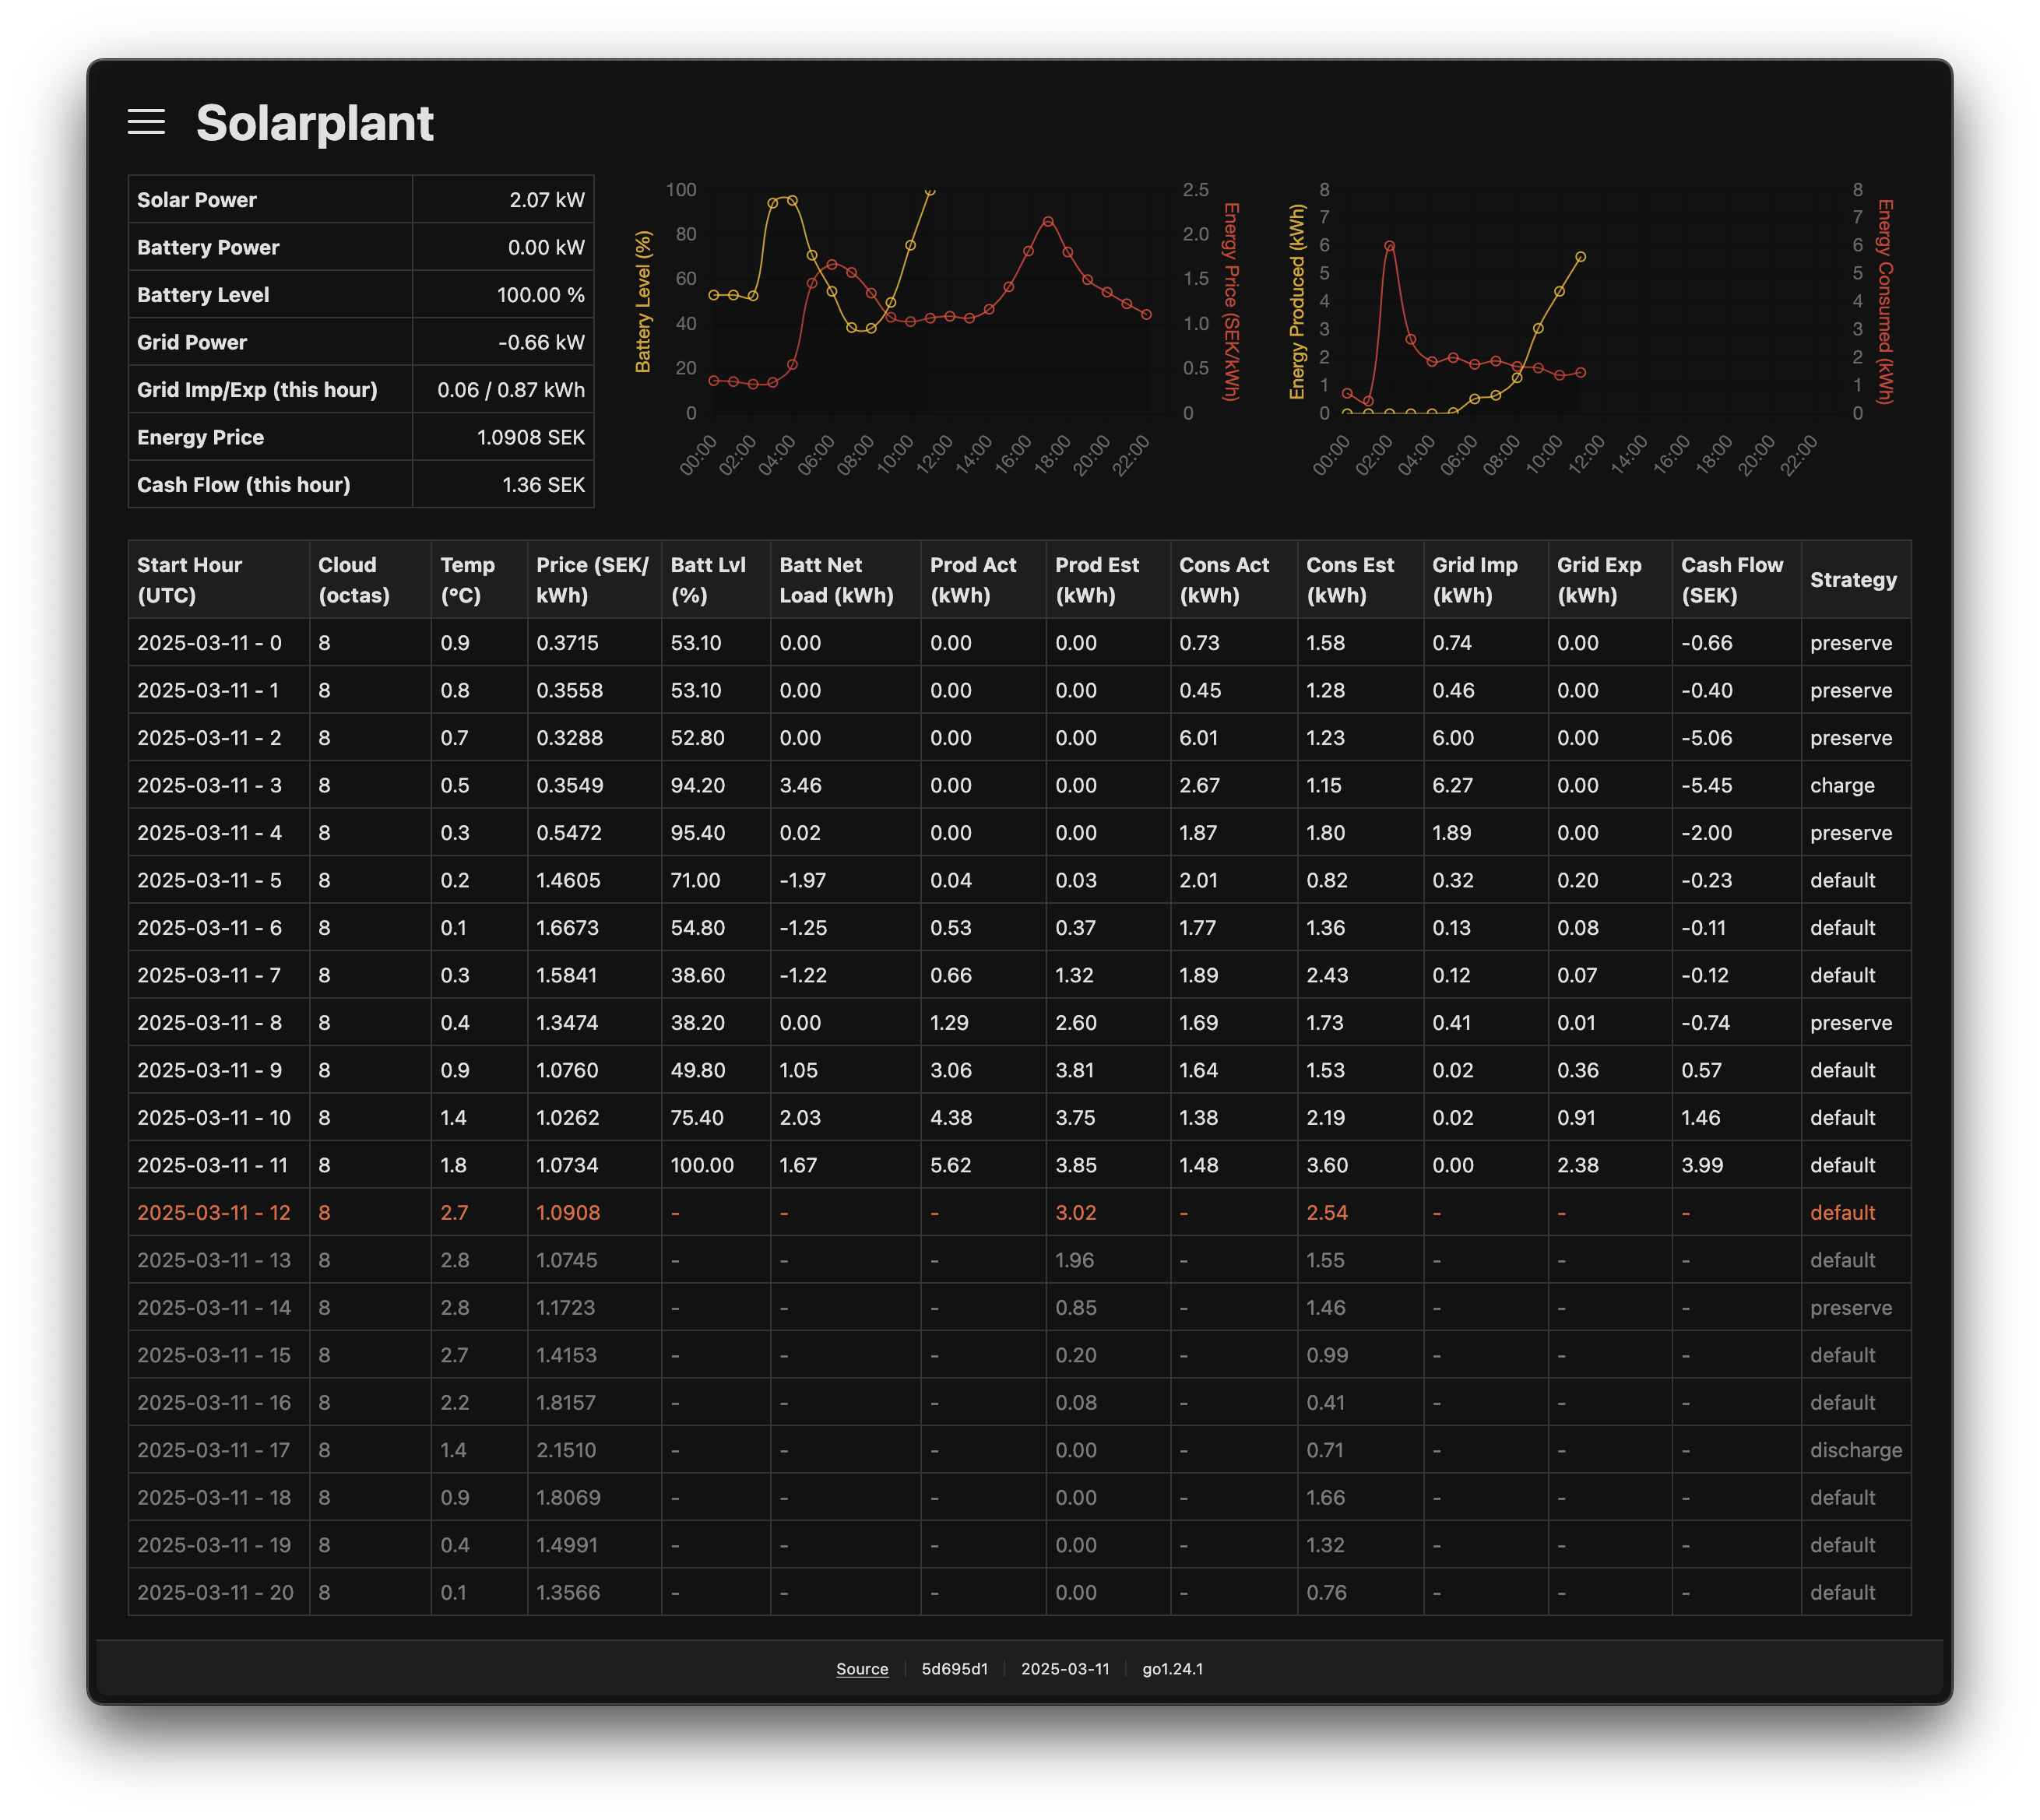 Solarplant
Solar Power 2.07 kW
Battery Power 0.00 kW
Battery Level 100.00 %
Grid Power -0.66 kW
Grid Imp/Exp (this hour) 0.06 / 0.87 kWh
Energy Price 1.0908 SEK
Cash Flow (this hour) 1.36 SEK
Battery Level (%)
100
80
60
40
20
0
2.5
2.0
1.5
1.0
0.5
0
Energy Price (SEK/kWh)
00:00 02:00 04:00 06:00 08:00 10:00 12:00 14:00 16:00 18:00 20:00 22:00
Energy Produced (kWh)
8
7
6
5
4
3
2
1
0
8
7
6
5
4
3
2
1
0
Energy Consumed (kWh)
00:00 02:00 04:00 06:00 08:00 10:00 12:00 14:00 16:00 18:00 20:00 22:00
Start Hour Cloud Temp Price (SEK/ Batt Lvl Batt Net Prod Act Prod Est Cons Act Cons Est Grid Imp Grid Exp Cash Flow Strategy
(UTC) (octas) (°C) kWh) (%) Load (kWh) (kWh) (kWh) (kWh) (kWh) (kWh) (kWh) (SEK)
2025-03-11 - 0 8 0.9 0.3715 53.10 0.00 0.00 0.00 0.73 1.58 0.74 0.00 -0.66 preserve
2025-03-11 - 1 8 0.8 0.3558 53.10 0.00 0.00 0.00 0.45 1.28 0.46 0.00 -0.40 preserve
2025-03-11 - 2 8 0.7 0.3288 52.80 0.00 0.00 0.00 6.01 1.23 6.00 0.00 -5.06 preserve
2025-03-11 - 3 8 0.5 0.3549 94.20 3.46 0.00 0.00 2.67 1.15 6.27 0.00 -5.45 charge
2025-03-11 - 4 8 0.3 0.5472 95.40 0.02 0.00 0.00 1.87 1.80 1.89 0.00 -2.00 preserve
2025-03-11 - 5 8 0.2 1.4605 71.00 -1.97 0.04 0.03 2.01 0.82 0.32 0.20 -0.23 default
2025-03-11 - 6 8 0.1 1.6673 54.80 -1.25 0.53 0.37 1.77 1.36 0.13 0.08 -0.11 default
2025-03-11 - 7 8 0.3 1.5841 38.60 -1.22 0.66 1.32 1.89 2.43 0.12 0.07 -0.12 default
2025-03-11 - 8 8 0.4 1.3474 38.20 0.00 1.29 2.60 1.69 1.73 0.41 0.01 -0.74 preserve
2025-03-11 - 9 8 0.9 1.0760 49.80 1.05 3.06 3.81 1.64 1.53 0.02 0.36 0.57 default
2025-03-11 - 10 8 1.4 1.0262 75.40 2.03 4.38 3.75 1.38 2.19 0.02 0.91 1.46 default
2025-03-11 - 11 8 1.8 1.0734 100.00 1.67 5.62 3.85 1.48 3.60 0.00 2.38 3.99 default
2025-03-11 - 12 8 2.7 1.0908 - - - 3.02 - 2.54 - - - default
2025-03-11 - 13 8 2.8 1.0745 - - - 1.96 - 1.55 - - - default
2025-03-11 - 14 8 2.8 1.1723 - - - 0.85 - 1.46 - - - preserve
2025-03-11 - 15 8 2.7 1.4153 - - - 0.20 - 0.99 - - - default
2025-03-11 - 16 8 2.2 1.8157 - - - 0.08 - 0.41 - - - default
2025-03-11 - 17 8 1.4 2.1510 - - - 0.00 - 0.71 - - - discharge
2025-03-11 - 18 8 0.9 1.8069 - - - 0.00 - 1.66 - - - default
2025-03-11 - 19 8 0.4 1.4991 - - - 0.00 - 1.32 - - - default
2025-03-11 - 20 8 0.1 1.3566 - - - 0.00 - 0.76 - - - default
Source 5d695d1 2025-03-11 go1.24.1